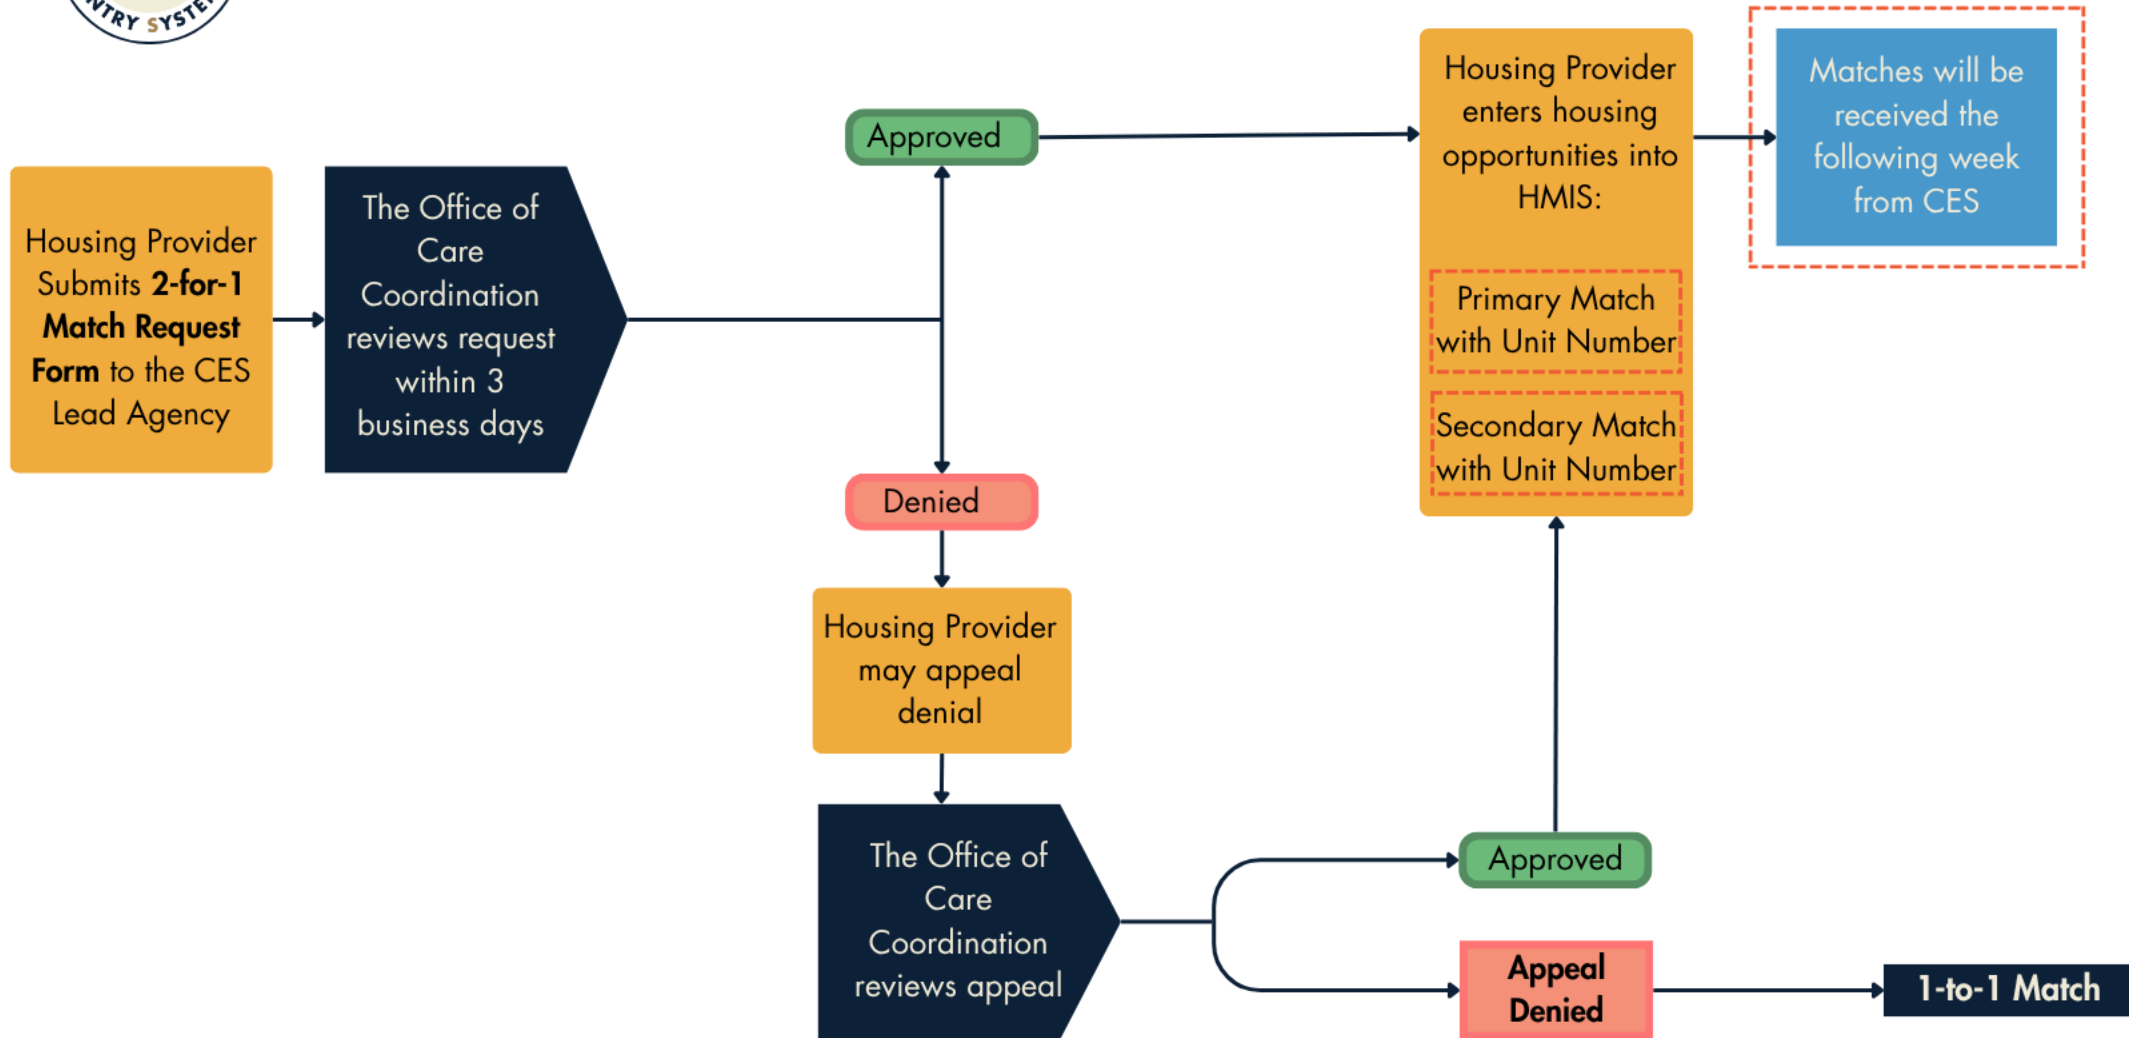 NTRY SYSTE
Housing Provider
Submits 2-for-1
Match Request
Form to the CES
Lead Agency
The Office of
Care
Coordination
reviews request
within 3
business days
Approved
Denied
Housing Provider
may appeal
denial
The Office of
Care
Coordination
reviews appeal
Housing Provider
enters housing
opportunities into
HMIS:
Primary Match
with Unit Number
Secondary Match
with Unit Number
Matches will be
received the
following week
from CES
Approved
Appeal
Denied
1-to-1 Match